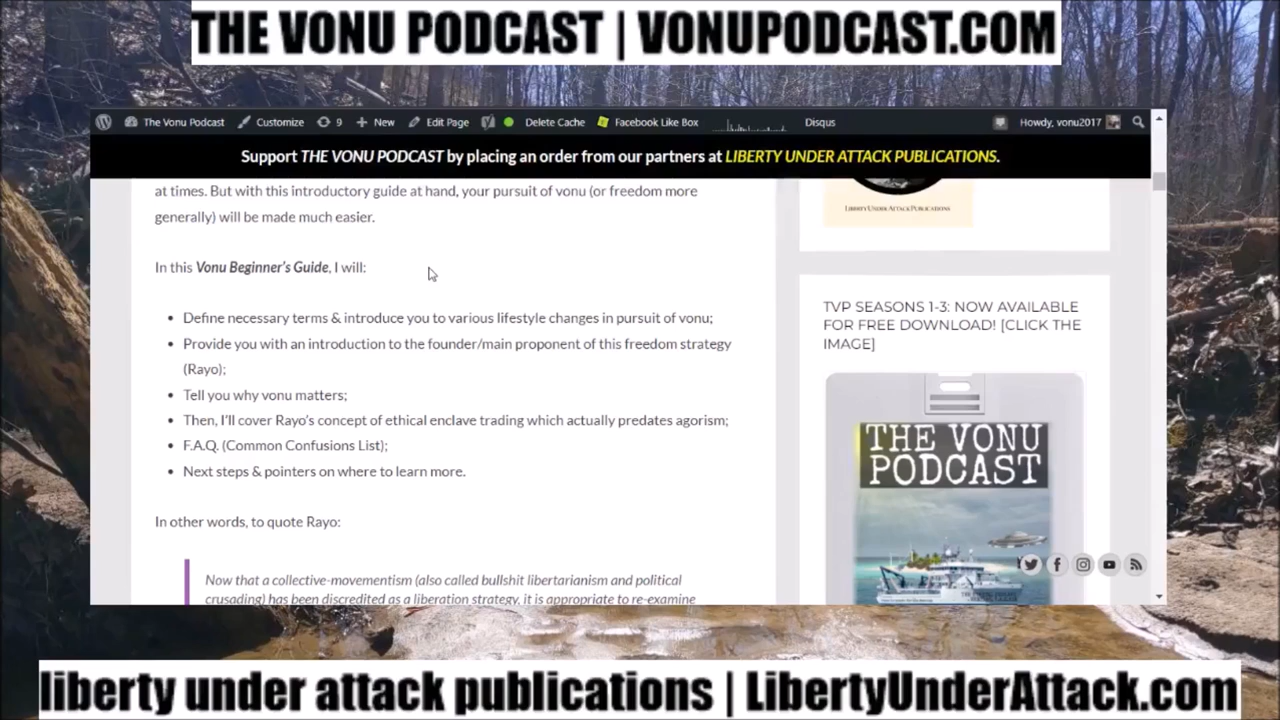 THE VONU PODCAST | VONUPODCAST.COM
The Vonu Podcast Customize 9 New Edit Page Delete Cache Facebook Like Box Disqus Howdy, vonu2017
Support THE VONU PODCAST by placing an order from our partners at LIBERTY UNDER ATTACK PUBLICATIONS.
at times. But with this introductory guide at hand, your pursuit of vonu (or freedom more
generally) will be made much easier.
In this Vonu Beginner's Guide, I will:
• Define necessary terms & introduce you to various lifestyle changes in pursuit of vonu;
• Provide you with an introduction to the founder/main proponent of this freedom strategy
(Rayo);
• Tell you why vonu matters;
• Then, I'll cover Rayo's concept of ethical enclave trading which actually predates agorism;
• F.A.Q. (Common Confusions List);
• Next steps & pointers on where to learn more.
In other words, to quote Rayo:
Now that a collective-movementism (also called bullshit libertarianism and political
crusading) has been discredited as a liberation strategy, it is appropriate to re-examine
LIBERTY UNDER ATTACK PUBLICATIONS
TVP SEASONS 1-3: NOW AVAILABLE
FOR FREE DOWNLOAD! [CLICK THE
IMAGE]
THE VONU
PODCAST
liberty under attack publications | LibertyUnderAttack.com